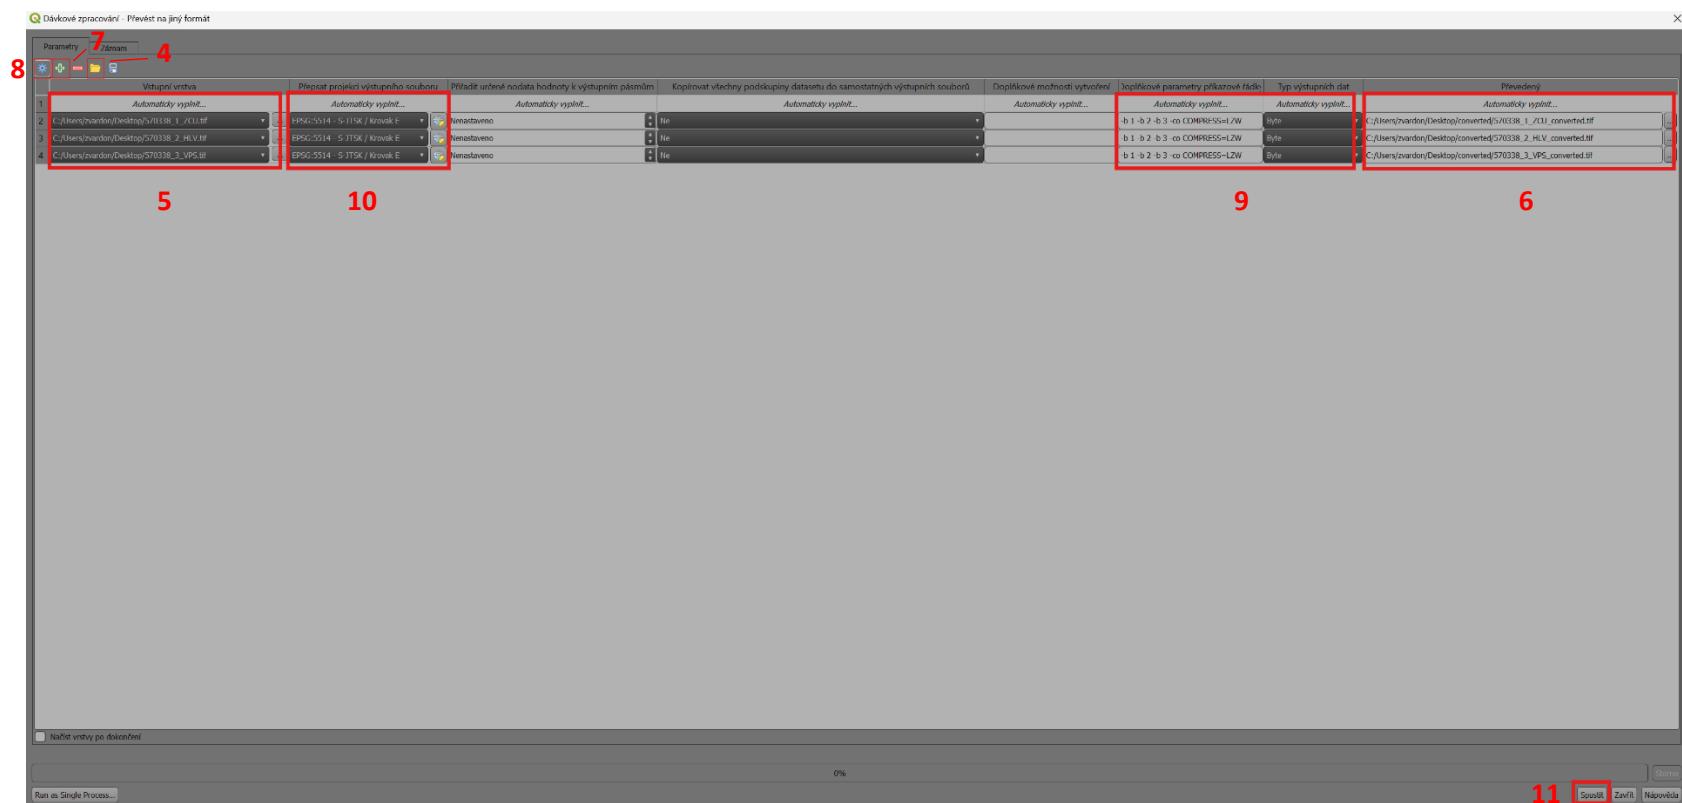 Dávkové zpracování - Převést na jiný formát
Parametry Záznam
7
4
8
Vstupní vrstva Přepsat projekci výstupního souboru Přiřadit určené nodata hodnoty k výstupním pásmům Kopírovat všechny podskupiny datasetu do samostatných výstupních souborů Doplňkové možnosti vytvoření Doplňkové parametry příkazové řádky Typ výstupních dat Převedený
1 Automaticky vyplnit... Automaticky vyplnit... Automaticky vyplnit... Automaticky vyplnit... Automaticky vyplnit... Automaticky vyplnit... Automaticky vyplnit... Automaticky vyplnit...
2 C:/Users/zvardon/Desktop/570338_1_ZCU.tif ... EPSG:5514 - S-JTSK / Krovak E Nenastaveno Ne -b 1 -b 2 -b 3 -co COMPRESS=LZW Byte C:/Users/zvardon/Desktop/converted/570338_1_ZCU_converted.tif ...
3 C:/Users/zvardon/Desktop/570338_2_HLV.tif ... EPSG:5514 - S-JTSK / Krovak E Nenastaveno Ne -b 1 -b 2 -b 3 -co COMPRESS=LZW Byte C:/Users/zvardon/Desktop/converted/570338_2_HLV_converted.tif ...
4 C:/Users/zvardon/Desktop/570338_3_VPS.tif ... EPSG:5514 - S-JTSK / Krovak E Nenastaveno Ne -b 1 -b 2 -b 3 -co COMPRESS=LZW Byte C:/Users/zvardon/Desktop/converted/570338_3_VPS_converted.tif ...
5 10 9 6
Načíst vrstvy po dokončení
0% Storno
Run as Single Process... 11 Spustit Zavřít Nápověda